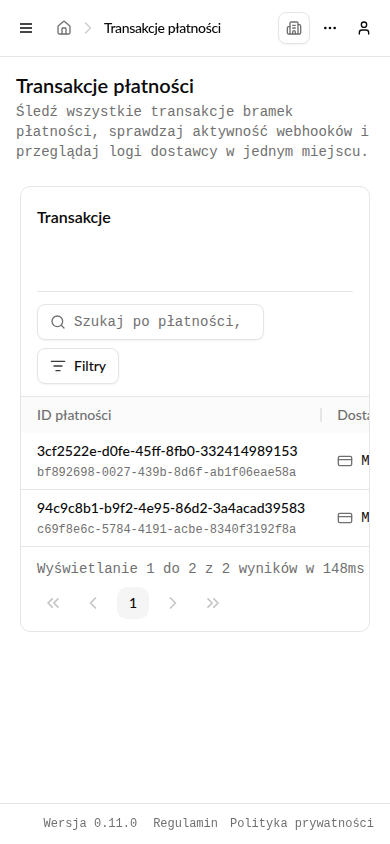 Transakcje płatności
Transakcje płatności
Śledź wszystkie transakcje bramek
płatności, sprawdzaj aktywność webhooków i
przeglądaj logi dostawcy w jednym miejscu.
Transakcje
Szukaj po płatności,
Filtry
ID płatności
3cf2522e-d0fe-45ff-8fb0-332414989153
bf892698-0027-439b-8d6f-ab1f06eae58a
94c9c8b1-b9f2-4e95-86d2-3a4acad39583
c69f8e6c-5784-4191-acbe-8340f3192f8a
Wyświetlanie 1 do 2 z 2 wyników w 148ms
1
Wersja 0.11.0 Regulamin Polityka prywatności